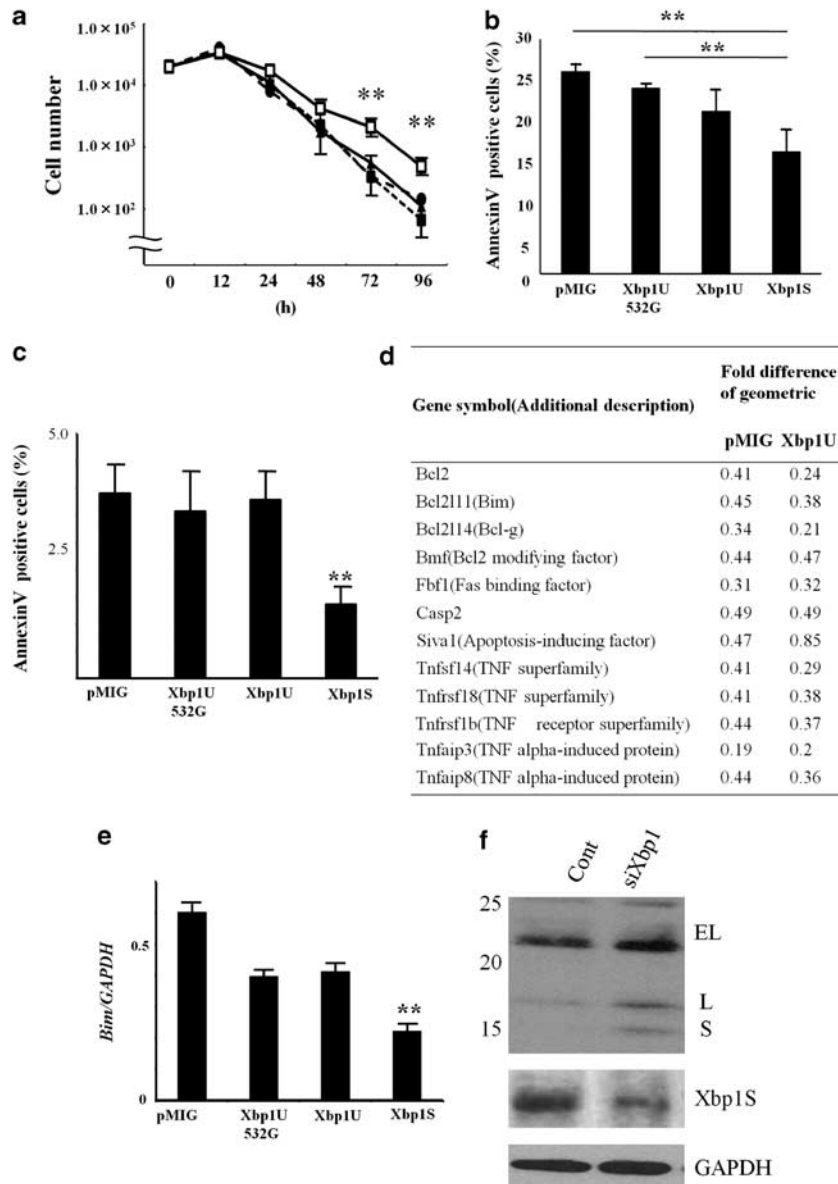 a
1.0×10⁵
1.0×10⁴
1.0×10³
1.0×10²
Cell number
0 12 24 48 72 96
(h)
** **
b
** 
**
30
25
20
15
10
5
0
AnnexinV positive cells (%)
pMIG Xbp1U 532G Xbp1U Xbp1S
c
5.0
2.5
AnnexinV positive cells (%)
**
pMIG Xbp1U 532G Xbp1U Xbp1S
d
Gene symbol(Additional description) Fold difference of geometric
pMIG Xbp1U
Bcl2 0.41 0.24
Bcl2l11(Bim) 0.45 0.38
Bcl2l14(Bcl-g) 0.34 0.21
Bmf(Bcl2 modifying factor) 0.44 0.47
Fbf1(Fas binding factor) 0.31 0.32
Casp2 0.49 0.49
Siva1(Apoptosis-inducing factor) 0.47 0.85
Tnfsf14(TNF superfamily) 0.41 0.29
Tnfrsf18(TNF superfamily) 0.41 0.38
Tnfrsf1b(TNF receptor superfamily) 0.44 0.37
Tnfaip3(TNF alpha-induced protein) 0.19 0.2
Tnfaip8(TNF alpha-induced protein) 0.44 0.36
e
0.5
0
Bim/GAPDH
**
pMIG Xbp1U 532G Xbp1U Xbp1S
f
Cont siXbp1
25
20
15
EL
L
S
Xbp1S
GAPDH